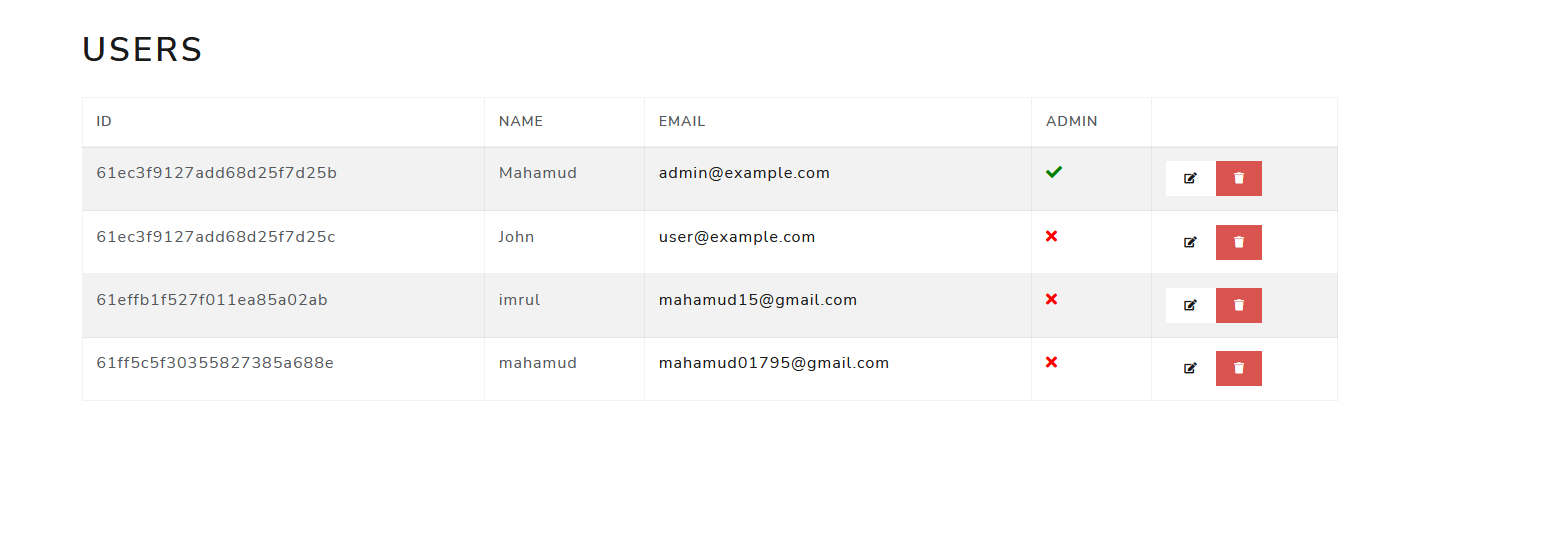 USERS
ID NAME EMAIL ADMIN
61ec3f9127add68d25f7d25b Mahamud admin@example.com
61ec3f9127add68d25f7d25c John user@example.com
61effb1f527f011ea85a02ab imrul mahamud15@gmail.com
61ff5c5f30355827385a688e mahamud mahamud01795@gmail.com